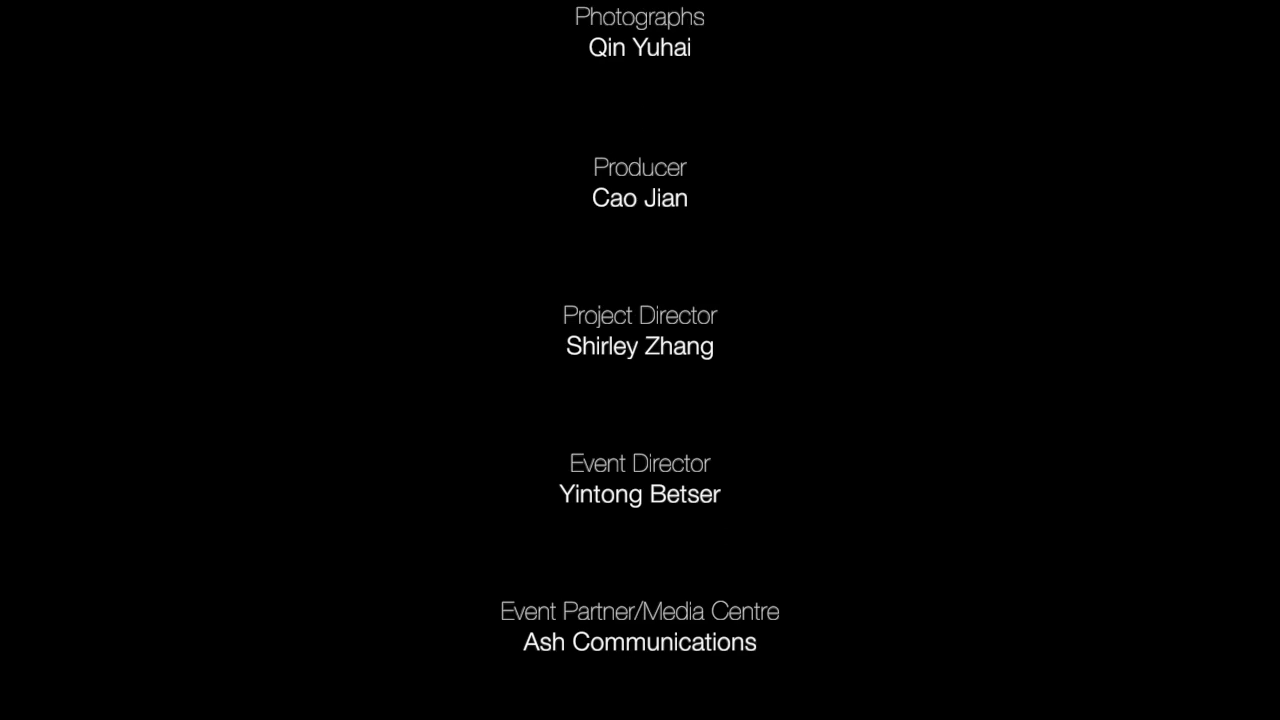 Photographs
Qin Yuhai
Producer
Cao Jian
Project Director
Shirley Zhang
Event Director
Yintong Betser
Event Partner/Media Centre
Ash Communications